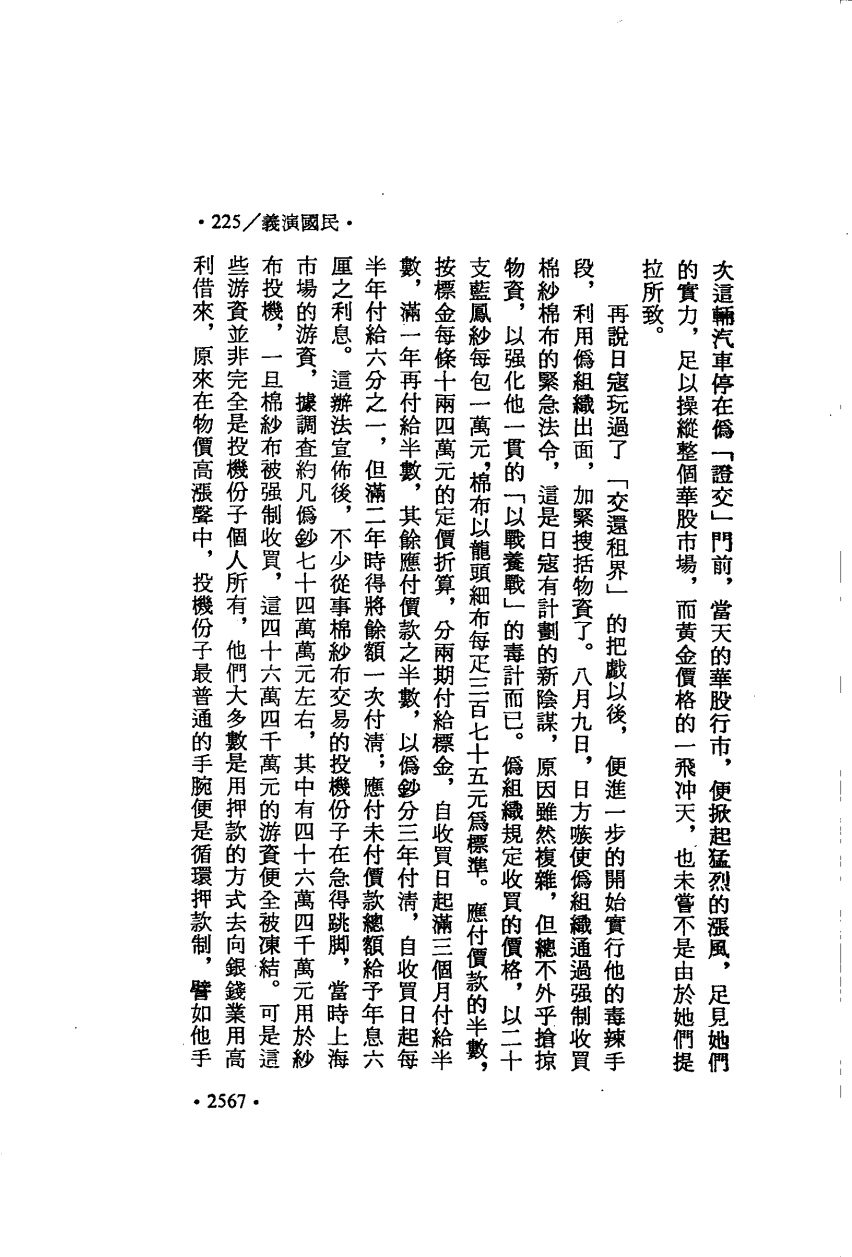 ·225／義演國民·
次這輛汽車停在僞「證交」門前，當天的華股行市，便掀起猛烈的漲風，足見她們
的實力，足以操縱整個華股市場，而黃金價格的一飛冲天，也未嘗不是由於她們提
拉所致。
再說日寇玩過了「交還租界」的把戲以後，便進一步的開始實行他的毒辣手
段，利用僞組織出面，加緊搜括物資了。八月九日，日方嗾使僞組織通過强制收買
棉紗棉布的緊急法令，這是日寇有計劃的新陰謀，原因雖然複雜，但總不外乎搶掠
物資，以强化他一貫的「以戰養戰」的毒計而已。僞組織規定收買的價格，以二十
支藍鳳紗每包一萬元，棉布以龍頭細布每疋三百七十五元爲標準。應付價款的半數，
按標金每條十兩四萬元的定價折算，分兩期付給標金，自收買日起滿三個月付給半
數，滿一年再付給半數，其餘應付價款之半數，以僞鈔分三年付清，自收買日起每
半年付給六分之一，但滿二年時得將餘額一次付清；應付未付價款總額給予年息六
厘之利息。這辦法宣佈後，不少從事棉紗布交易的投機份子在急得跳脚，當時上海
市場的游資，據調查約凡僞鈔七十四萬萬元左右，其中有四十六萬四千萬元用於紗
布投機，一旦棉紗布被强制收買，這四十六萬四千萬元的游資便全被凍結。可是這
些游資並非完全是投機份子個人所有，他們大多數是用押款的方式去向銀錢業用高
利借來，原來在物價高漲聲中，投機份子最普通的手腕便是循環押款制，譬如他手
·2567·